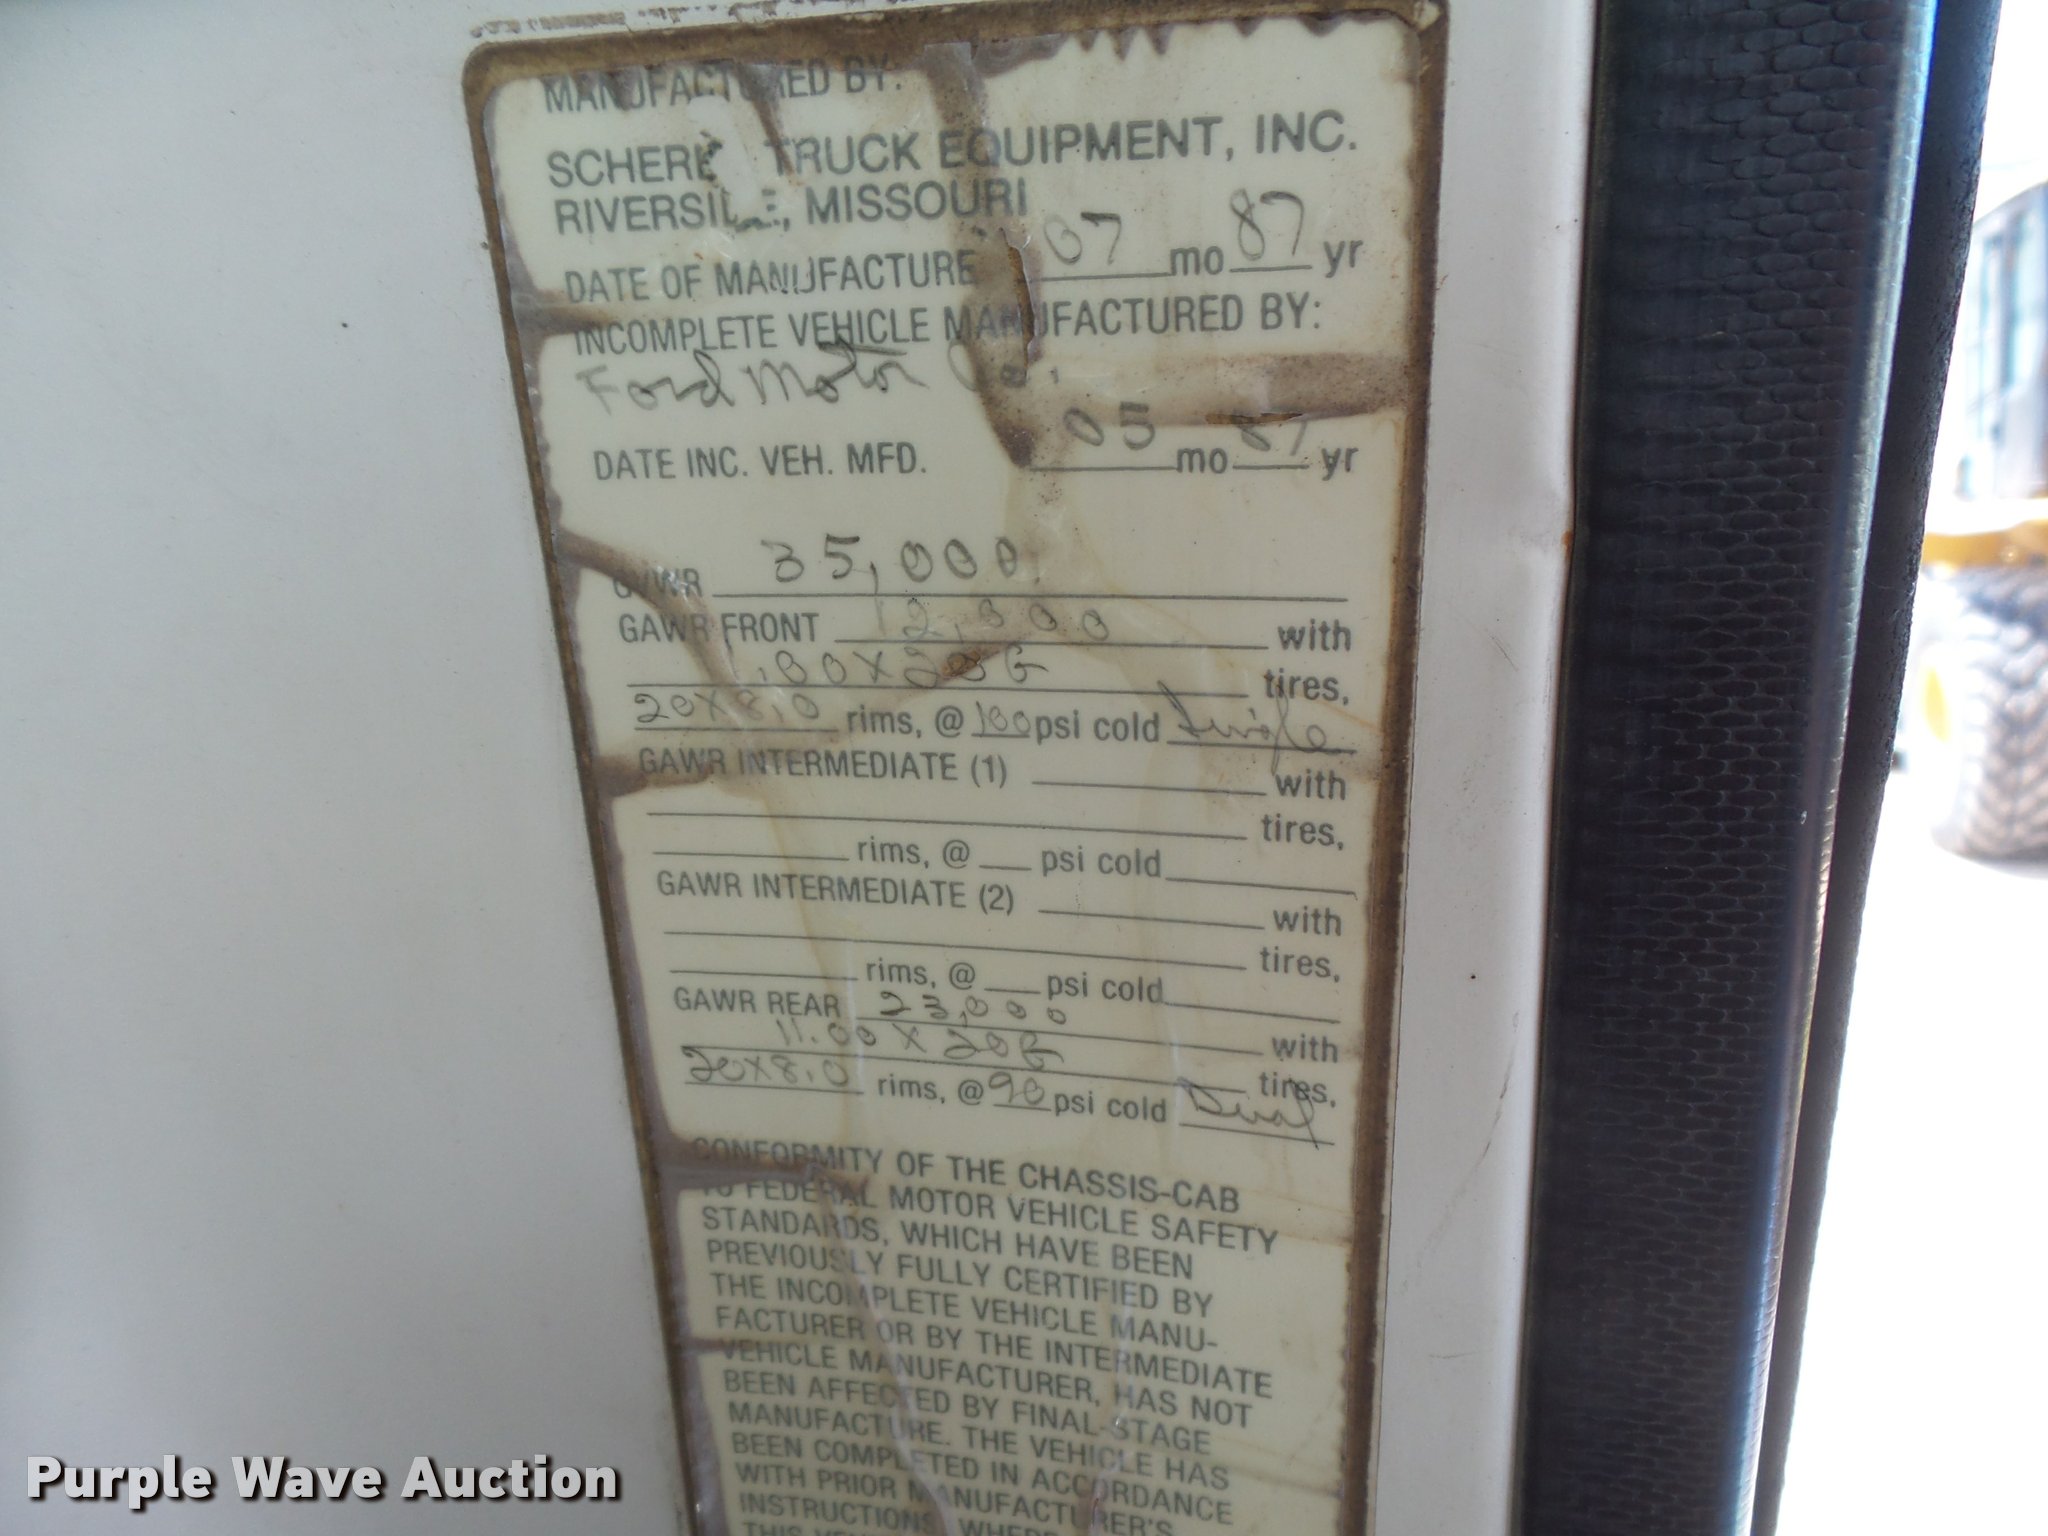 MANUFACTURED BY:
TRUCK EQUIPMENT, INC.
RIVERSIDE, MISSOURI
DATE OF MANUFACTURE 07 mo 87 yr
INCOMPLETE VEHICLE MANUFACTURED BY:
Ford Motor Co.
DATE INC. VEH. MFD. 05 mo 87 yr
GVWR 35,000
GAWR FRONT 12,000 with
tires,
20X8.0 rims, @ 100 psi cold Single
GAWR INTERMEDIATE (1) with
tires,
rims, @ psi cold
GAWR INTERMEDIATE (2) with
tires,
rims, @ psi cold
GAWR REAR 23,000 with
11.00 X 20G tires,
20X8.0 rims, @ 90 psi cold Dual
CONFORMITY OF THE CHASSIS-CAB
TO FEDERAL MOTOR VEHICLE SAFETY
STANDARDS, WHICH HAVE BEEN
PREVIOUSLY FULLY CERTIFIED BY
THE INCOMPLETE VEHICLE MANU-
FACTURER OR BY THE INTERMEDIATE
VEHICLE MANUFACTURER, HAS NOT
BEEN AFFECTED BY FINAL-STAGE
MANUFACTURE. THE VEHICLE HAS
BEEN COMPLETED IN ACCORDANCE
WITH PRIOR MANUFACTURER'S
INSTRUCTIONS WHERE
Purple Wave Auction